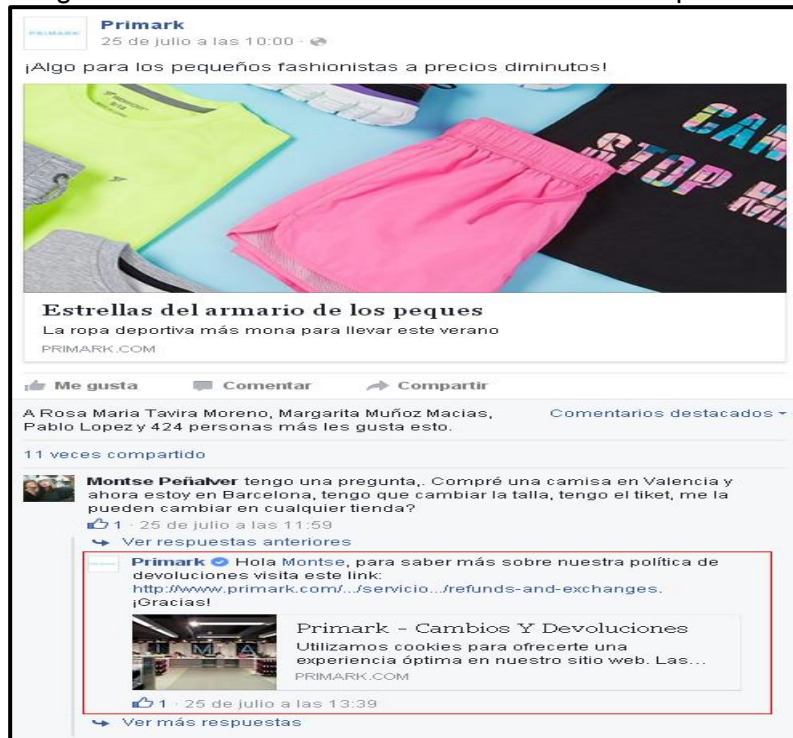 PRIMARK
Primark
25 de julio a las 10:00 ·
¡Algo para los pequeños fashionistas a precios diminutos!
CAN
STOP M
Estrellas del armario de los peques
La ropa deportiva más mona para llevar este verano
PRIMARK.COM
Me gusta Comentar Compartir
A Rosa Maria Tavira Moreno, Margarita Muñoz Macias, Comentarios destacados
Pablo Lopez y 424 personas más les gusta esto.
11 veces compartido
Montse Peñalver tengo una pregunta,. Compré una camisa en Valencia y
ahora estoy en Barcelona, tengo que cambiar la talla, tengo el tiket, me la
pueden cambiar en cualquier tienda?
1 · 25 de julio a las 11:59
Ver respuestas anteriores
Primark Hola Montse, para saber más sobre nuestra política de
devoluciones visita este link:
http://www.primark.com/.../servicio.../refunds-and-exchanges.
¡Gracias!
Primark - Cambios Y Devoluciones
Utilizamos cookies para ofrecerte una
experiencia óptima en nuestro sitio web. Las...
PRIMARK.COM
1 · 25 de julio a las 13:39
Ver más respuestas